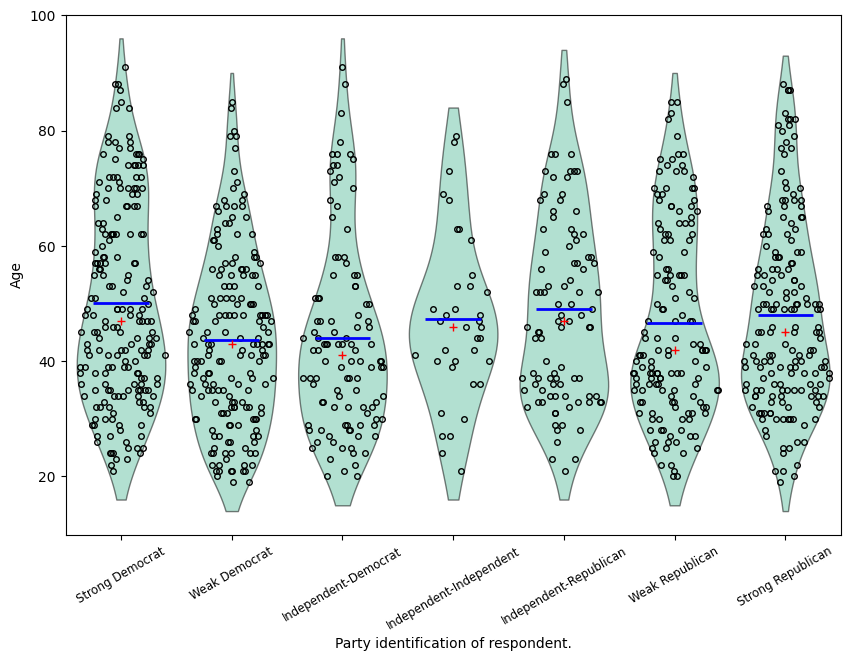 100
80
60
40
20
Age
Strong Democrat
Weak Democrat
Independent-Democrat
Independent-Independent
Independent-Republican
Weak Republican
Strong Republican
Party identification of respondent.